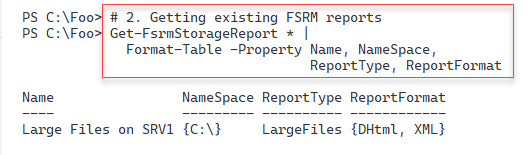 PS C:\Foo> # 2. Getting existing FSRM reports
PS C:\Foo> Get-FsrmStorageReport * |
Format-Table -Property Name, NameSpace,
ReportType, ReportFormat
Name NameSpace ReportType ReportFormat
---- --------- ---------- ------------
Large Files on SRV1 {C:\} LargeFiles {DHtml, XML}